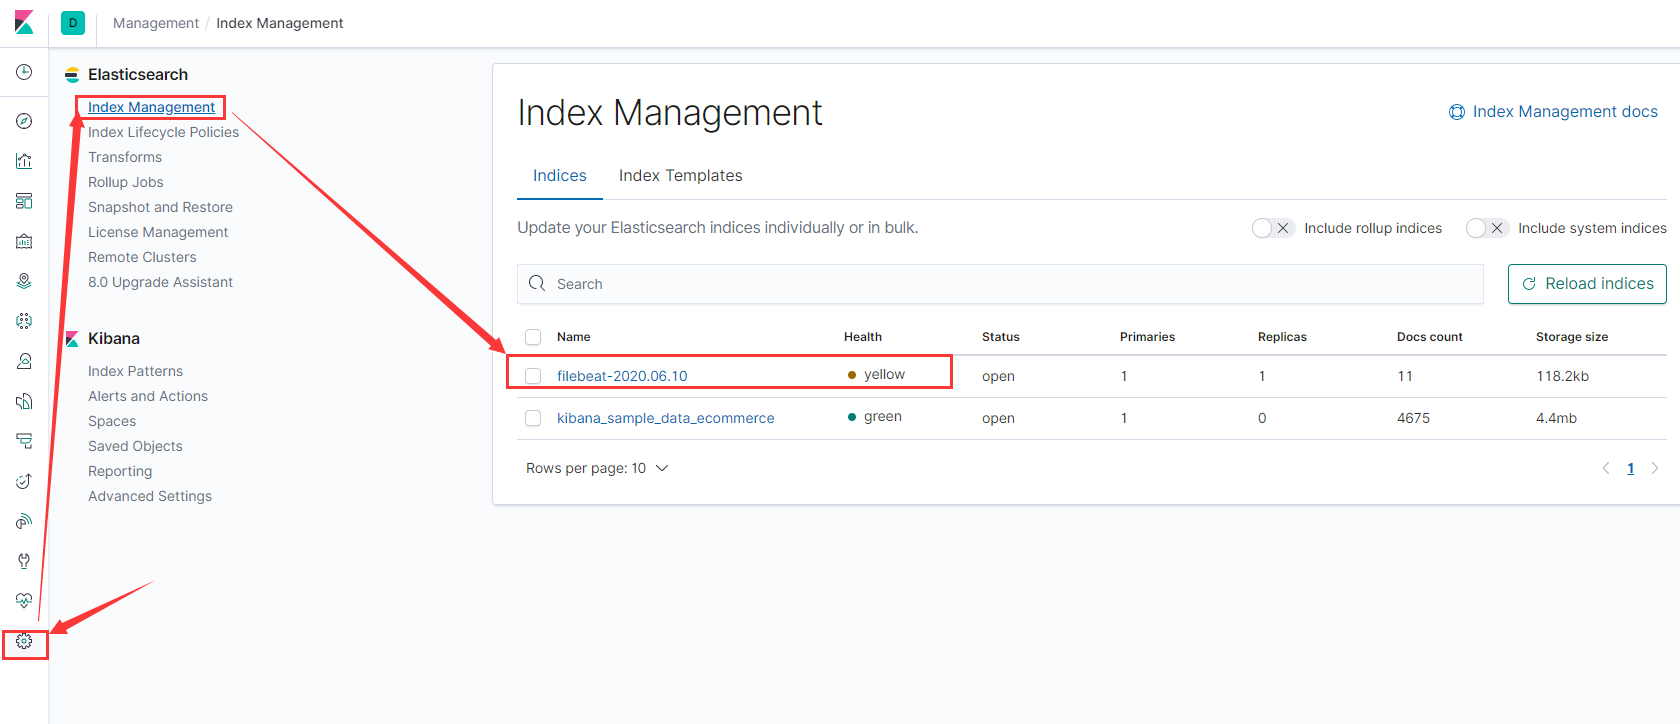 D Management / Index Management
Elasticsearch
Index Management
Index Lifecycle Policies
Transforms
Rollup Jobs
Snapshot and Restore
License Management
Remote Clusters
8.0 Upgrade Assistant
Kibana
Index Patterns
Alerts and Actions
Spaces
Saved Objects
Reporting
Advanced Settings
Index Management
Index Management docs
Indices Index Templates
Update your Elasticsearch indices individually or in bulk.
Include rollup indices Include system indices
Search
Reload indices
Name Health Status Primaries Replicas Docs count Storage size
filebeat-2020.06.10 yellow open 1 1 11 118.2kb
kibana_sample_data_ecommerce green open 1 0 4675 4.4mb
Rows per page: 10
1